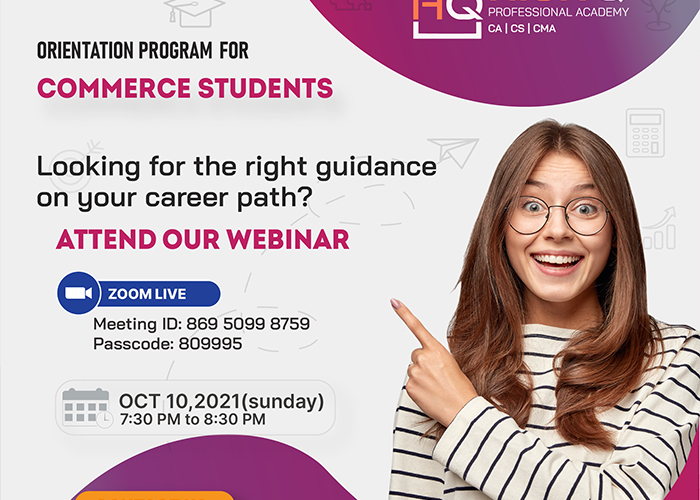 HQ
PROFESSIONAL ACADEMY
CA | CS | CMA
ORIENTATION PROGRAM FOR
COMMERCE STUDENTS
Looking for the right guidance
on your career path?
ATTEND OUR WEBINAR
ZOOM LIVE
Meeting ID: 869 5099 8759
Passcode: 809995
OCT 10,2021(sunday)
7:30 PM to 8:30 PM